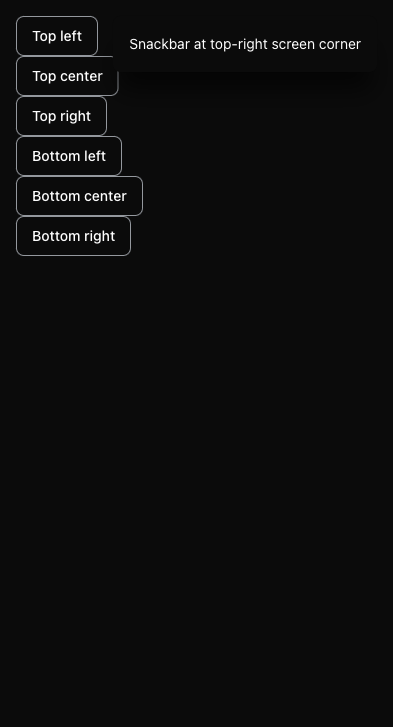 Top left
Snackbar at top-right screen corner
Top center
Top right
Bottom left
Bottom center
Bottom right